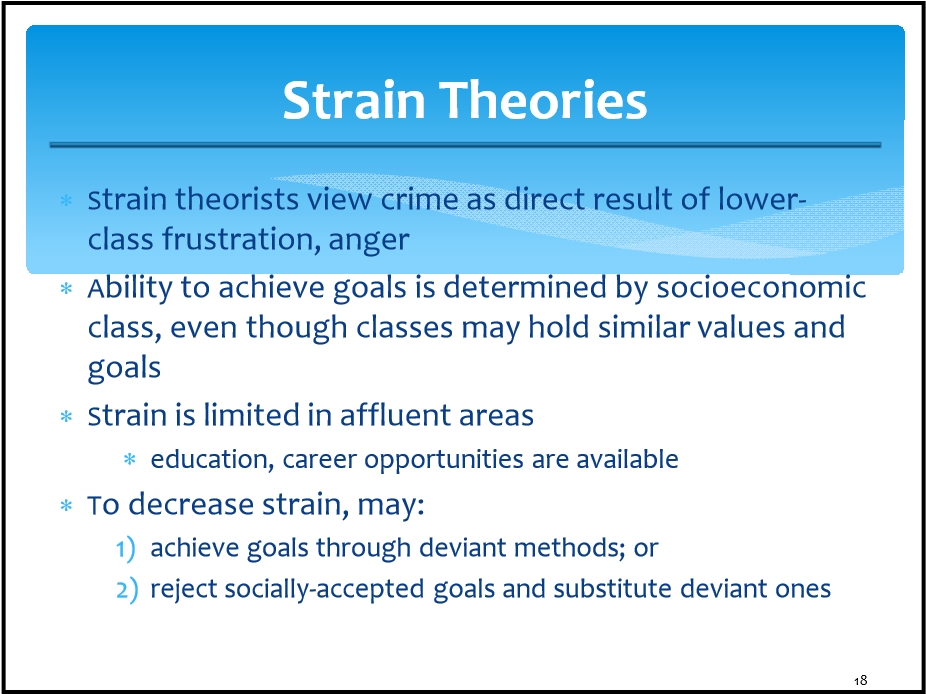 Strain Theories
* Strain theorists view crime as direct result of lower-
class frustration, anger
* Ability to achieve goals is determined by socioeconomic
class, even though classes may hold similar values and
goals
* Strain is limited in affluent areas
* education, career opportunities are available
* To decrease strain, may:
1) achieve goals through deviant methods; or
2) reject socially-accepted goals and substitute deviant ones
18